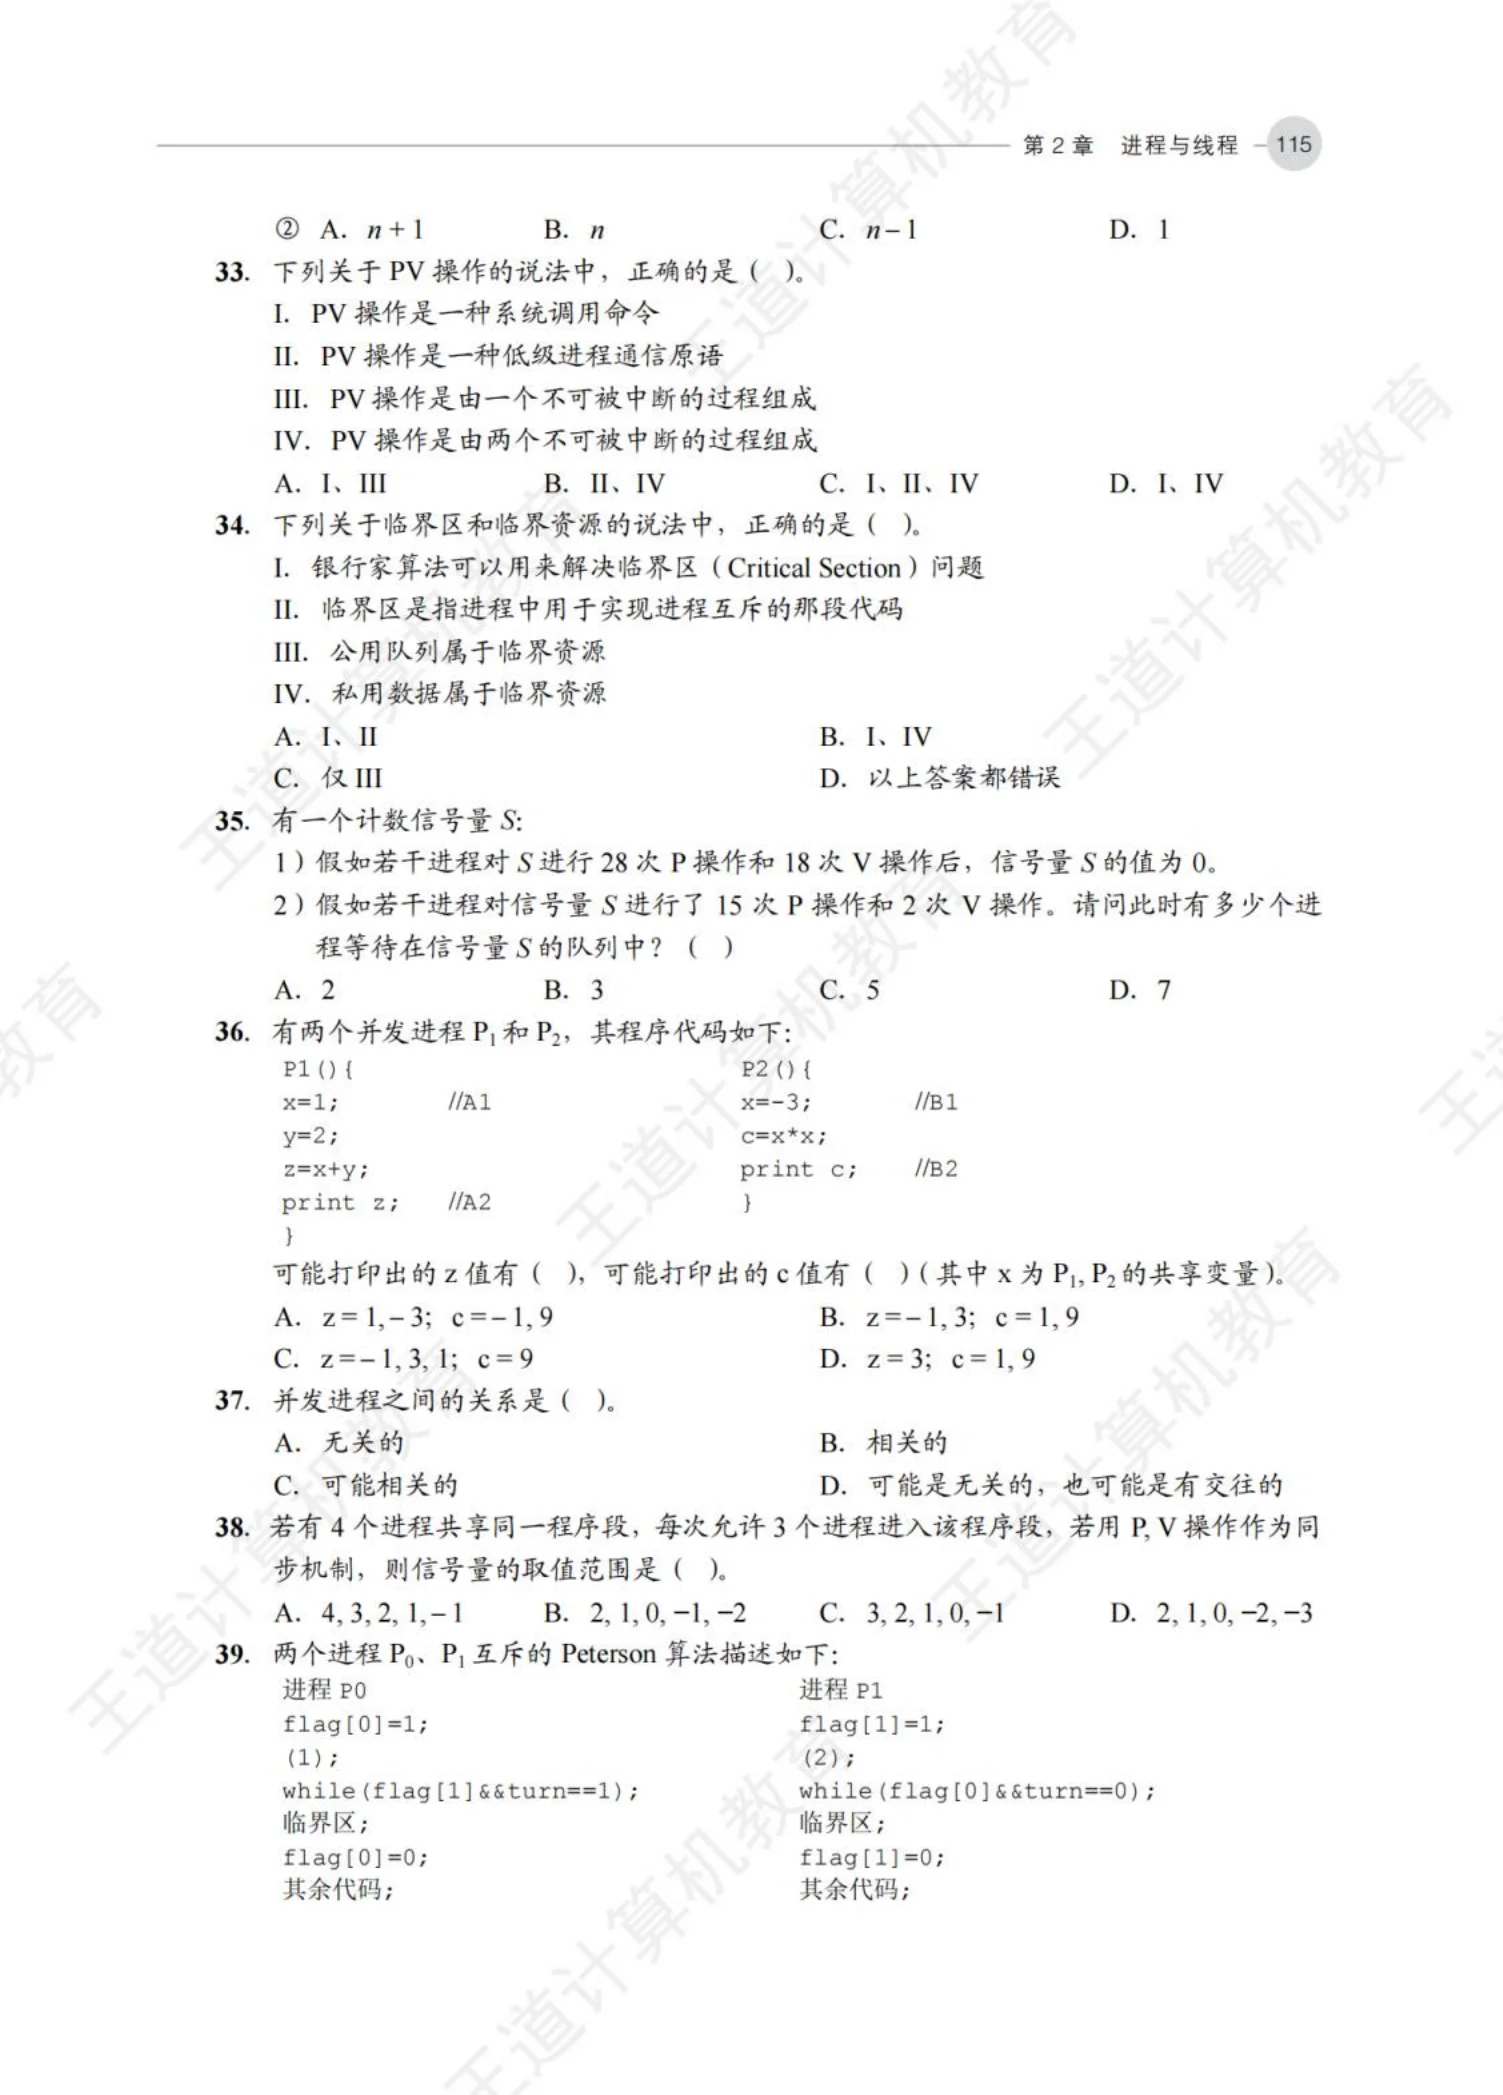 第 2 章 进程与线程 115
② A. n + 1 B. n C. n – 1 D. 1
33. 下列关于 PV 操作的说法中，正确的是（ ）。
I. PV 操作是一种系统调用命令
II. PV 操作是一种低级进程通信原语
III. PV 操作是由一个不可被中断的过程组成
IV. PV 操作是由两个不可被中断的过程组成
A. I、III B. II、IV C. I、II、IV D. I、IV
34. 下列关于临界区和临界资源的说法中，正确的是（ ）。
I. 银行家算法可以用来解决临界区（Critical Section）问题
II. 临界区是指进程中用于实现进程互斥的那段代码
III. 公用队列属于临界资源
IV. 私用数据属于临界资源
A. I、II B. I、IV
C. 仅 III D. 以上答案都错误
35. 有一个计数信号量 S:
1）假如若干进程对 S 进行 28 次 P 操作和 18 次 V 操作后，信号量 S 的值为 0。
2）假如若干进程对信号量 S 进行了 15 次 P 操作和 2 次 V 操作。请问此时有多少个进
程等待在信号量 S 的队列中？（ ）
A. 2 B. 3 C. 5 D. 7
36. 有两个并发进程 P₁ 和 P₂，其程序代码如下：
P1(){ P2(){
x=1; //A1 x=-3; //B1
y=2; c=x*x;
z=x+y; print c; //B2
print z; //A2 }
}
可能打印出的 z 值有（ ），可能打印出的 c 值有（ ）（其中 x 为 P₁, P₂ 的共享变量）。
A. z = 1, – 3; c = – 1, 9 B. z = – 1, 3; c = 1, 9
C. z = – 1, 3, 1; c = 9 D. z = 3; c = 1, 9
37. 并发进程之间的关系是（ ）。
A. 无关的 B. 相关的
C. 可能相关的 D. 可能是无关的，也可能是有交往的
38. 若有 4 个进程共享同一程序段，每次允许 3 个进程进入该程序段，若用 P, V 操作作为同
步机制，则信号量的取值范围是（ ）。
A. 4, 3, 2, 1, – 1 B. 2, 1, 0, −1, −2 C. 3, 2, 1, 0, −1 D. 2, 1, 0, −2, −3
39. 两个进程 P₀、P₁ 互斥的 Peterson 算法描述如下：
进程 P0 进程 P1
flag[0]=1; flag[1]=1;
(1); (2);
while(flag[1]&&turn==1); while(flag[0]&&turn==0);
临界区; 临界区;
flag[0]=0; flag[1]=0;
其余代码; 其余代码;